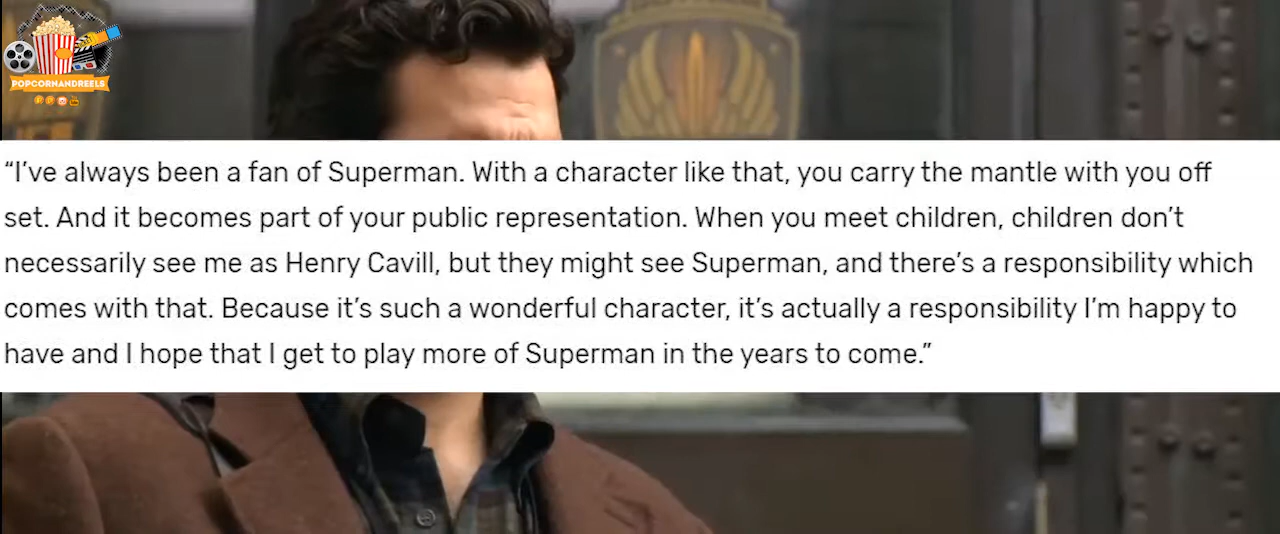 POPCORNANDREELS
“I’ve always been a fan of Superman. With a character like that, you carry the mantle with you off
set. And it becomes part of your public representation. When you meet children, children don’t
necessarily see me as Henry Cavill, but they might see Superman, and there’s a responsibility which
comes with that. Because it’s such a wonderful character, it’s actually a responsibility I’m happy to
have and I hope that I get to play more of Superman in the years to come.”